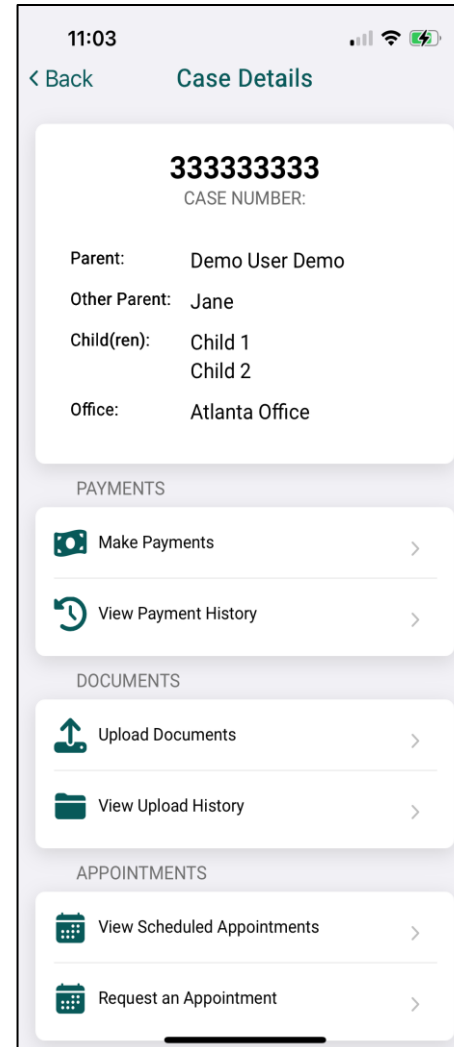 11:03
< Back Case Details
333333333
CASE NUMBER:
Parent: Demo User Demo
Other Parent: Jane
Child(ren): Child 1
Child 2
Office: Atlanta Office
PAYMENTS
Make Payments
View Payment History
DOCUMENTS
Upload Documents
View Upload History
APPOINTMENTS
View Scheduled Appointments
Request an Appointment